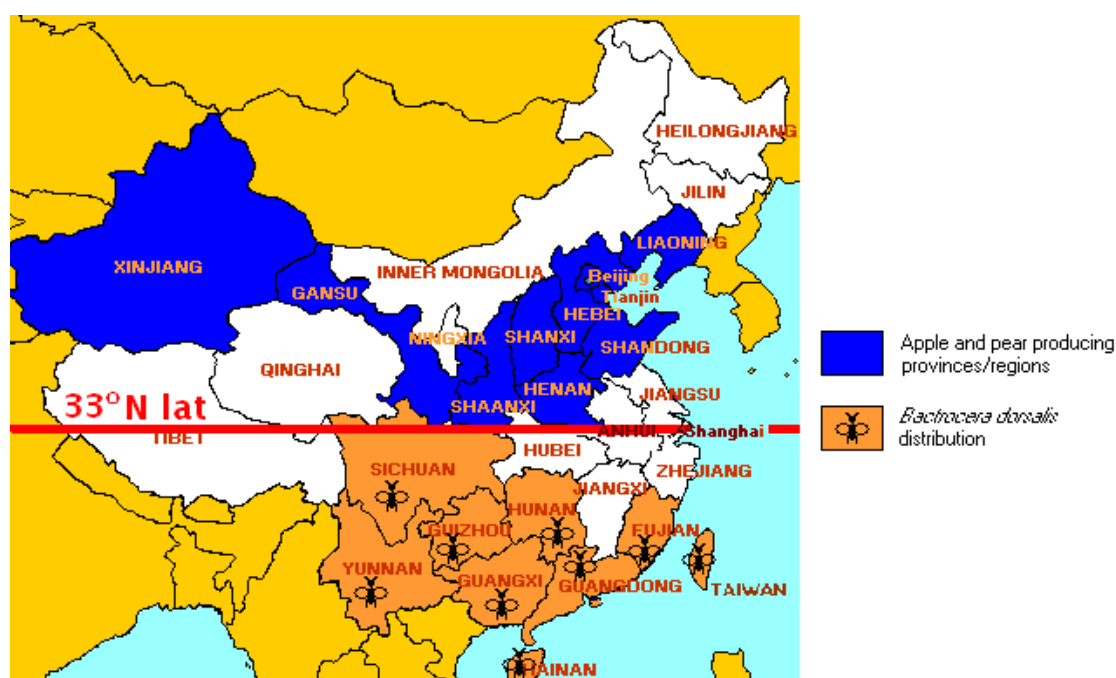 HEILONGJIANG
JILIN
LIAONING
XINJIANG
INNER MONGOLIA
Beijing
GANSU
Tianjin
HEBEI
NINGXIA
SHANXI
SHANDONG
QINGHAI
HENAN
JIANGSU
SHAANXI
33°N lat
TIBET
ANHUI
Shanghai
HUBEI
SICHUAN
ZHEJIANG
JIANGXI
HUNAN
GUIZHOU
FUJIAN
YUNNAN
GUANGXI
GUANGDONG
TAIWAN
HAINAN
Apple and pear producing
provinces/regions
Bactrocera dorsalis
distribution